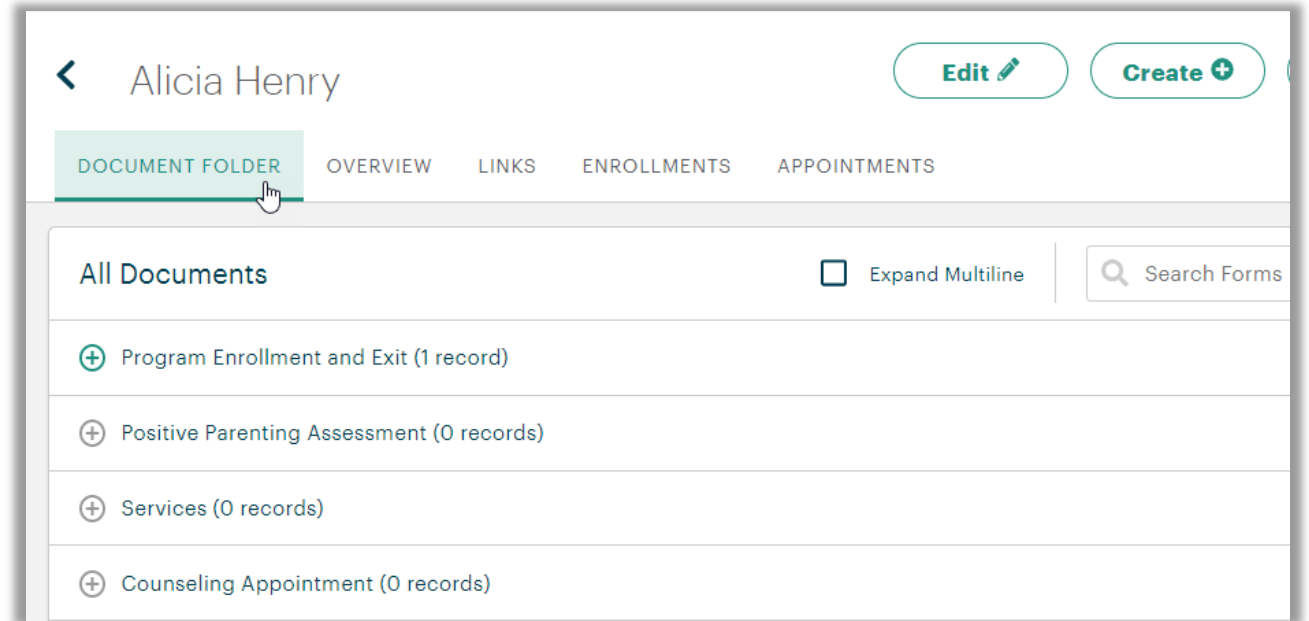 Alicia Henry
Edit
Create
DOCUMENT FOLDER OVERVIEW LINKS ENROLLMENTS APPOINTMENTS
All Documents
Expand Multiline
Search Forms
Program Enrollment and Exit (1 record)
Positive Parenting Assessment (0 records)
Services (0 records)
Counseling Appointment (0 records)